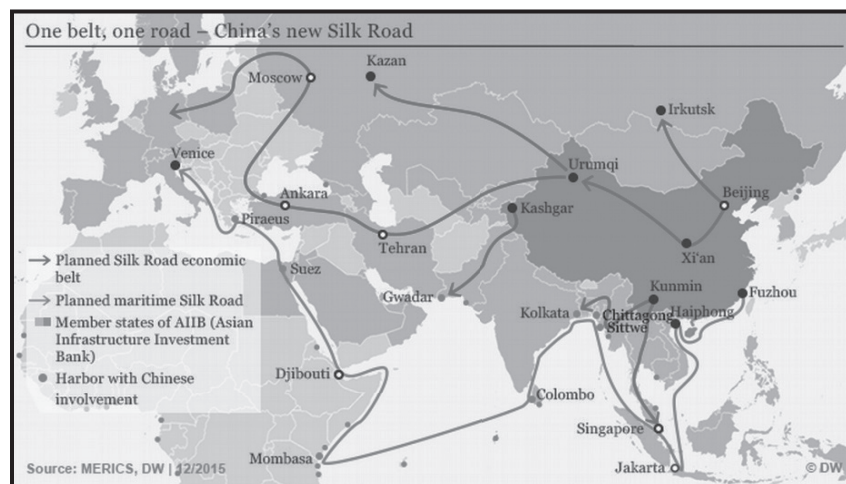 One belt, one road – China's new Silk Road
Kazan
Moscow
Irkutsk
Venice
Urumqi
Ankara
Beijing
Piraeus
Kashgar
Tehran
Xi'an
Planned Silk Road economic
belt
Suez
Kunmin
Gwadar
Fuzhou
Planned maritime Silk Road
Kolkata
Chittagong
Haiphong
Member states of AIIB (Asian
Infrastructure Investment
Bank)
Sittwe
Harbor with Chinese
involvement
Djibouti
Colombo
Singapore
Mombasa
Jakarta
Source: MERICS, DW | 12/2015
© DW